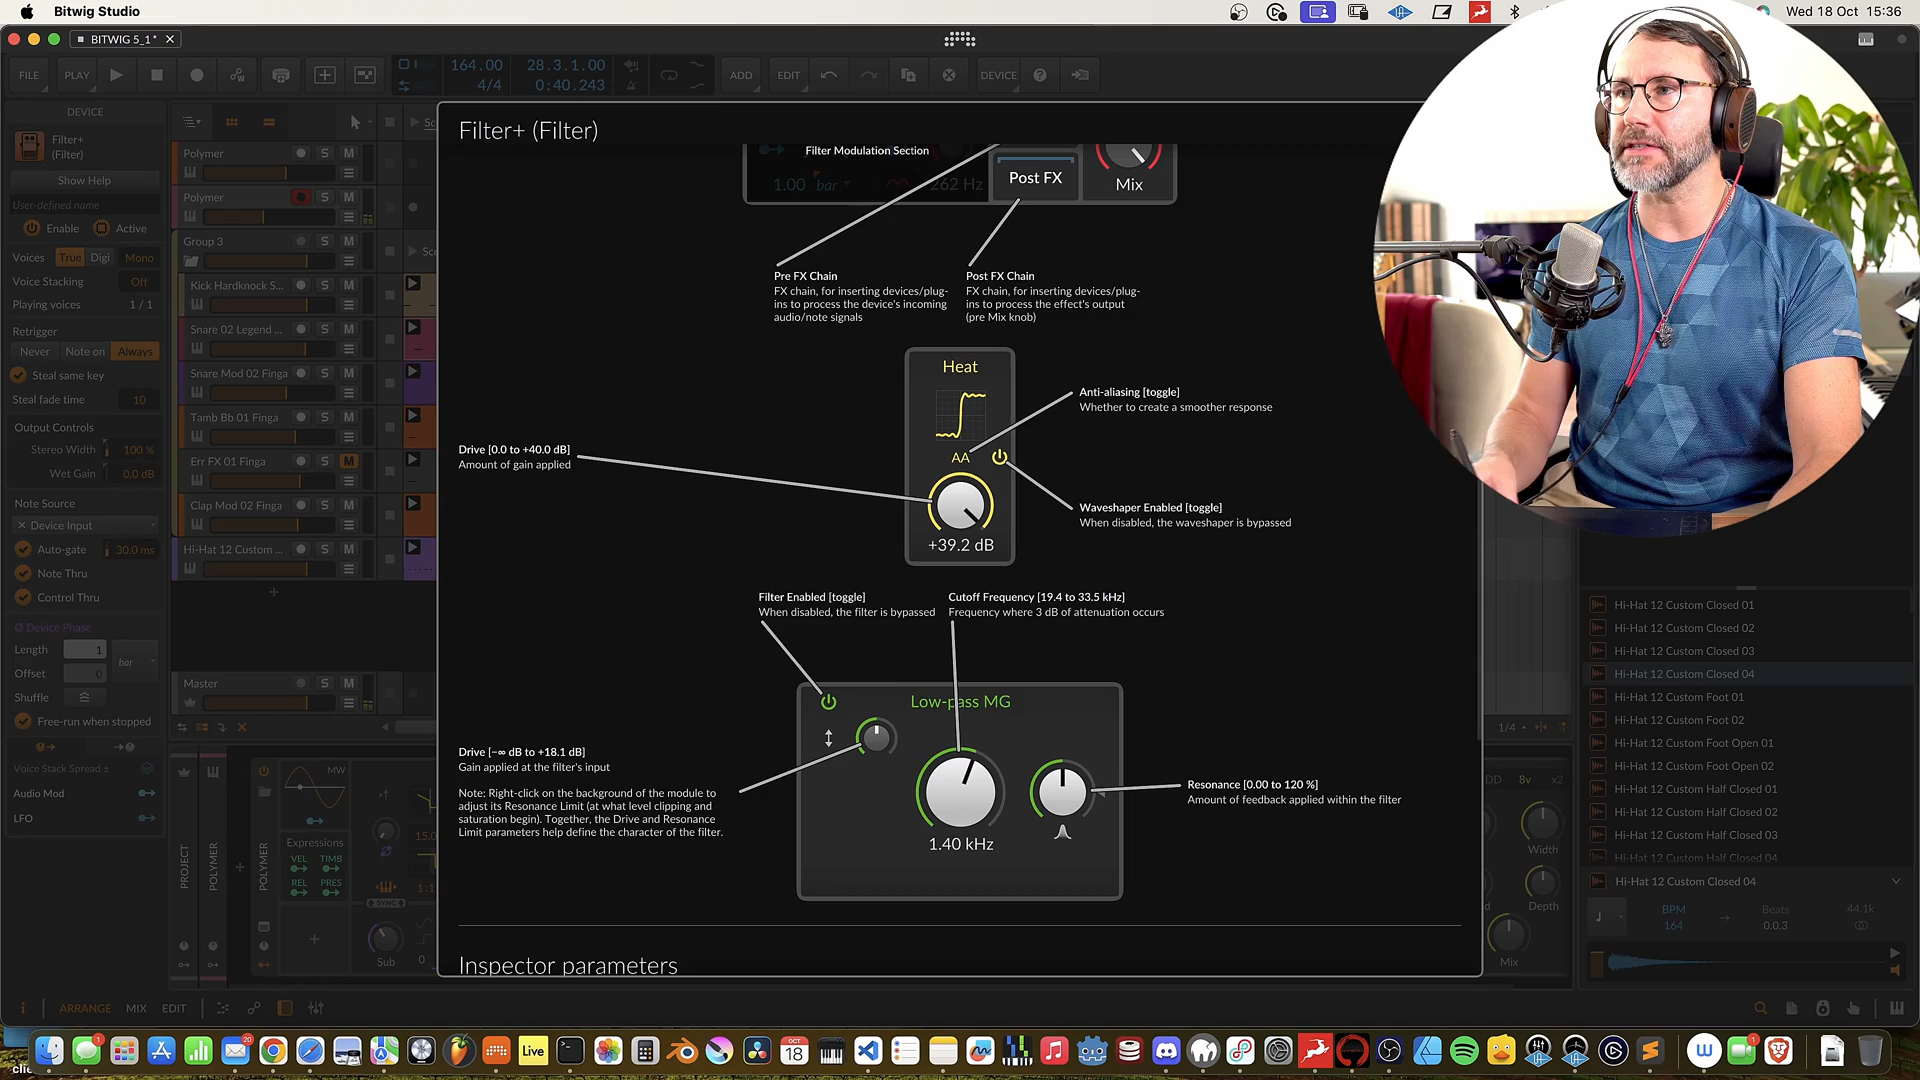 Bitwig Studio
Wed 18 Oct 15:36
BITWIG 5_1*
FILE
PLAY
164.00
4/4
28.3.1.00
0:40.243
ADD
EDIT
DEVICE
DEVICE
Filter+
(Filter)
Show Help
User-defined name
Enable
Active
Voices True Digi Mono
Voice Stacking Off
Playing voices 1 / 1
Retrigger
Never Note on Always
Steal same key
Steal fade time 10
Output Controls
Stereo Width 100 %
Wet Gain 0.0 dB
Note Source
Device Input
Auto-gate 30.0 ms
Note Thru
Control Thru
Ø Device Phase
Length 1
bar
Offset 0
Shuffle
Free-run when stopped
Voice Stack Spread ±
Audio Mod
LFO
Polymer S M
Polymer S M
Group 3 S M
Kick Hardknock S... S M
Snare 02 Legend ... S M
Snare Mod 02 Finga S M
Tamb Bb 01 Finga S M
Err FX 01 Finga S M
Clap Mod 02 Finga S M
Hi-Hat 12 Custom ... S M
Master S M
Filter+ (Filter)
Filter Modulation Section
1.00 bar
262 Hz
Post FX
Mix
Pre FX Chain
FX chain, for inserting devices/plug-
ins to process the device's incoming
audio/note signals
Post FX Chain
FX chain, for inserting devices/plug-
ins to process the effect's output
(pre Mix knob)
Heat
Anti-aliasing [toggle]
Whether to create a smoother response
Drive [0.0 to +40.0 dB]
Amount of gain applied
AA
Waveshaper Enabled [toggle]
When disabled, the waveshaper is bypassed
+39.2 dB
Filter Enabled [toggle]
When disabled, the filter is bypassed
Cutoff Frequency [19.4 to 33.5 kHz]
Frequency where 3 dB of attenuation occurs
Low-pass MG
Drive [−∞ dB to +18.1 dB]
Gain applied at the filter's input
Note: Right-click on the background of the module to
adjust its Resonance Limit (at what level clipping and
saturation begin). Together, the Drive and Resonance
Limit parameters help define the character of the filter.
Resonance [0.00 to 120 %]
Amount of feedback applied within the filter
1.40 kHz
Inspector parameters
PROJECT
POLYMER
POLYMER
MW
Expressions
VEL TIMB
REL PRES
15.0
1:1
SYNC
Sub
0
1/4
8v
x2
Width
Depth
Mix
Hi-Hat 12 Custom Closed 01
Hi-Hat 12 Custom Closed 02
Hi-Hat 12 Custom Closed 03
Hi-Hat 12 Custom Closed 04
Hi-Hat 12 Custom Foot 01
Hi-Hat 12 Custom Foot 02
Hi-Hat 12 Custom Foot Open 01
Hi-Hat 12 Custom Foot Open 02
Hi-Hat 12 Custom Half Closed 01
Hi-Hat 12 Custom Half Closed 02
Hi-Hat 12 Custom Half Closed 03
Hi-Hat 12 Custom Half Closed 04
Hi-Hat 12 Custom Closed 04
BPM
164
Beats
0.0.3
44.1k
ARRANGE
MIX
EDIT
Live
OCT
18